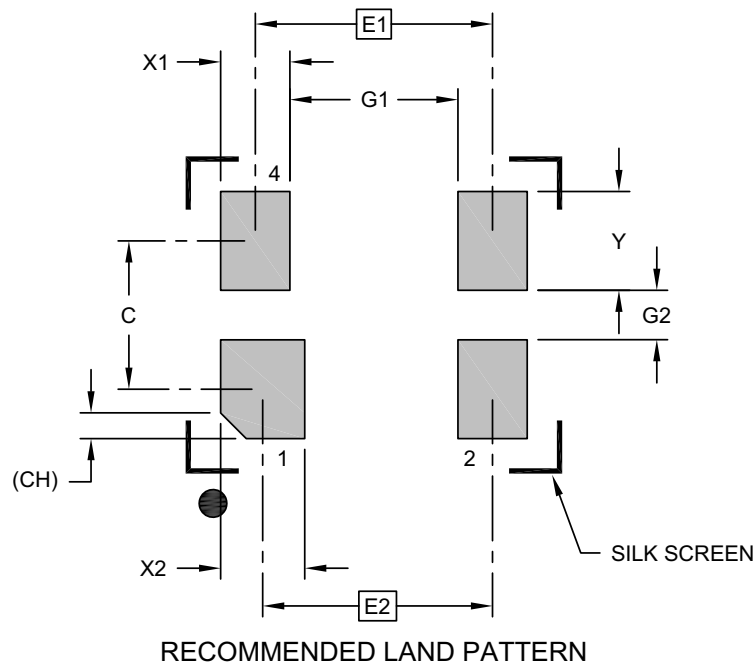 E1
X1
G1
4
Y
C
G2
(CH)
1
2
SILK SCREEN
X2
E2
RECOMMENDED LAND PATTERN